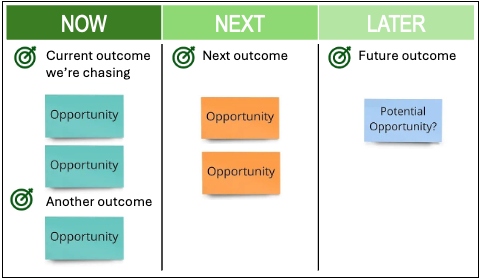 NOW
Current outcome
we're chasing
Opportunity
Opportunity
Another outcome
Opportunity
NEXT
Next outcome
Opportunity
Opportunity
LATER
Future outcome
Potential
Opportunity?